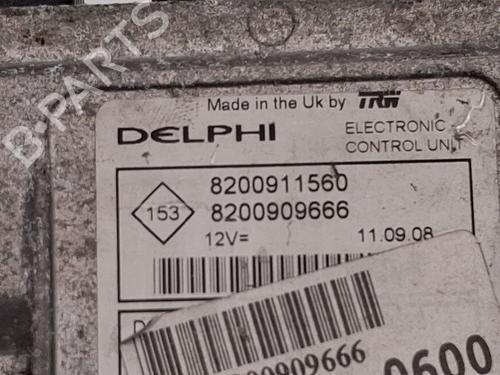 B-PARTS
Made in the Uk by TRW
DELPHI
ELECTRONIC
CONTROL UNIT
153
8200911560
8200909666
12V=
11.09.08
D
8200909666
0600